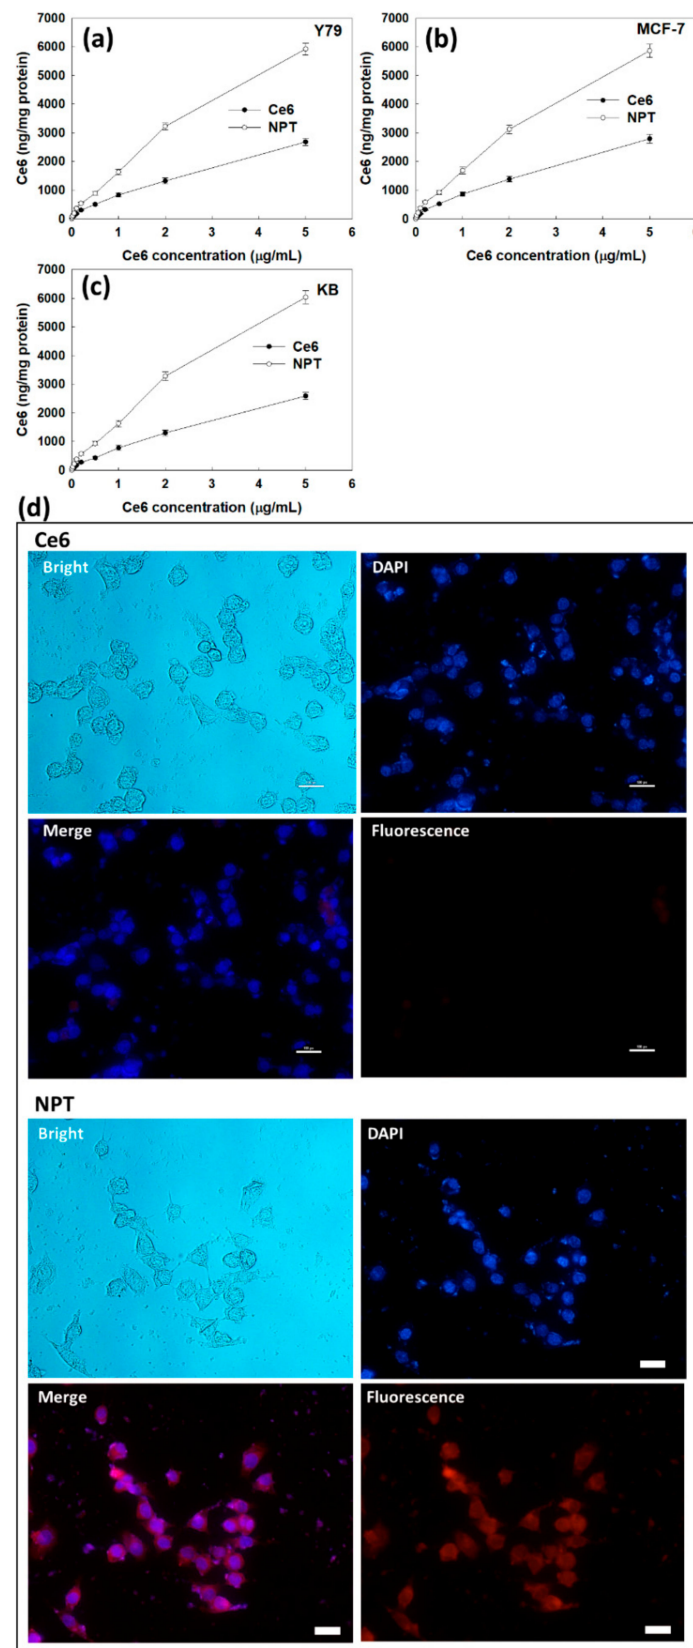 (a) Y79
7000
6000
5000
4000
3000
2000
1000
0
Ce6 (ng/mg protein)
Ce6
NPT
0 1 2 3 4 5 6
Ce6 concentration (μg/mL)
(b) MCF-7
7000
6000
5000
4000
3000
2000
1000
0
Ce6 (ng/mg protein)
Ce6
NPT
0 1 2 3 4 5 6
Ce6 concentration (μg/mL)
(c) KB
7000
6000
5000
4000
3000
2000
1000
0
Ce6 (ng/mg protein)
Ce6
NPT
0 1 2 3 4 5 6
Ce6 concentration (μg/mL)
(d)
Ce6
Bright
DAPI
Merge
Fluorescence
NPT
Bright
DAPI
Merge
Fluorescence